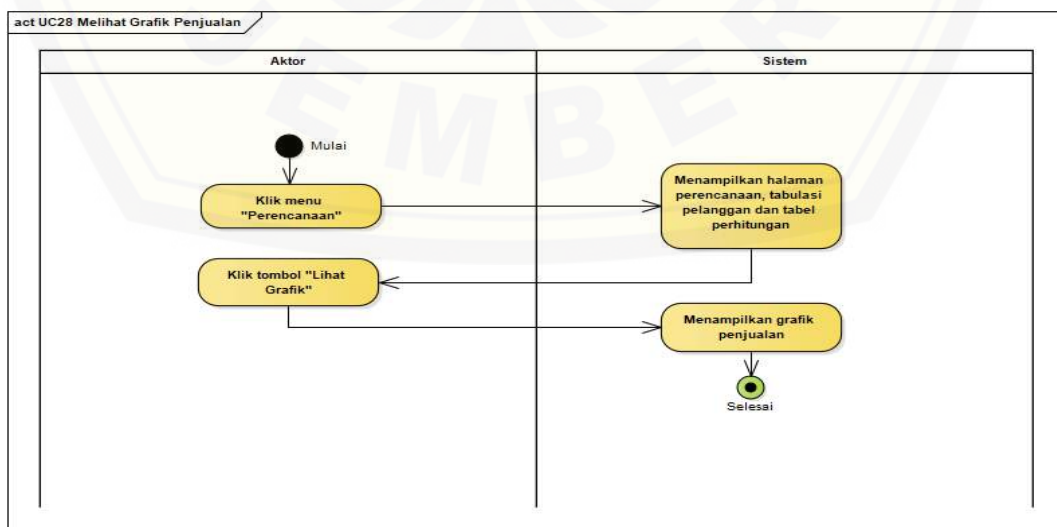 act UC28 Melihat Grafik Penjualan
Aktor
Sistem
EMBER
Mulai
Klik menu
"Perencanaan"
Menampilkan halaman
perencanaan, tabulasi
pelanggan dan tabel
perhitungan
Klik tombol "Lihat
Grafik"
Menampilkan grafik
penjualan
Selesai